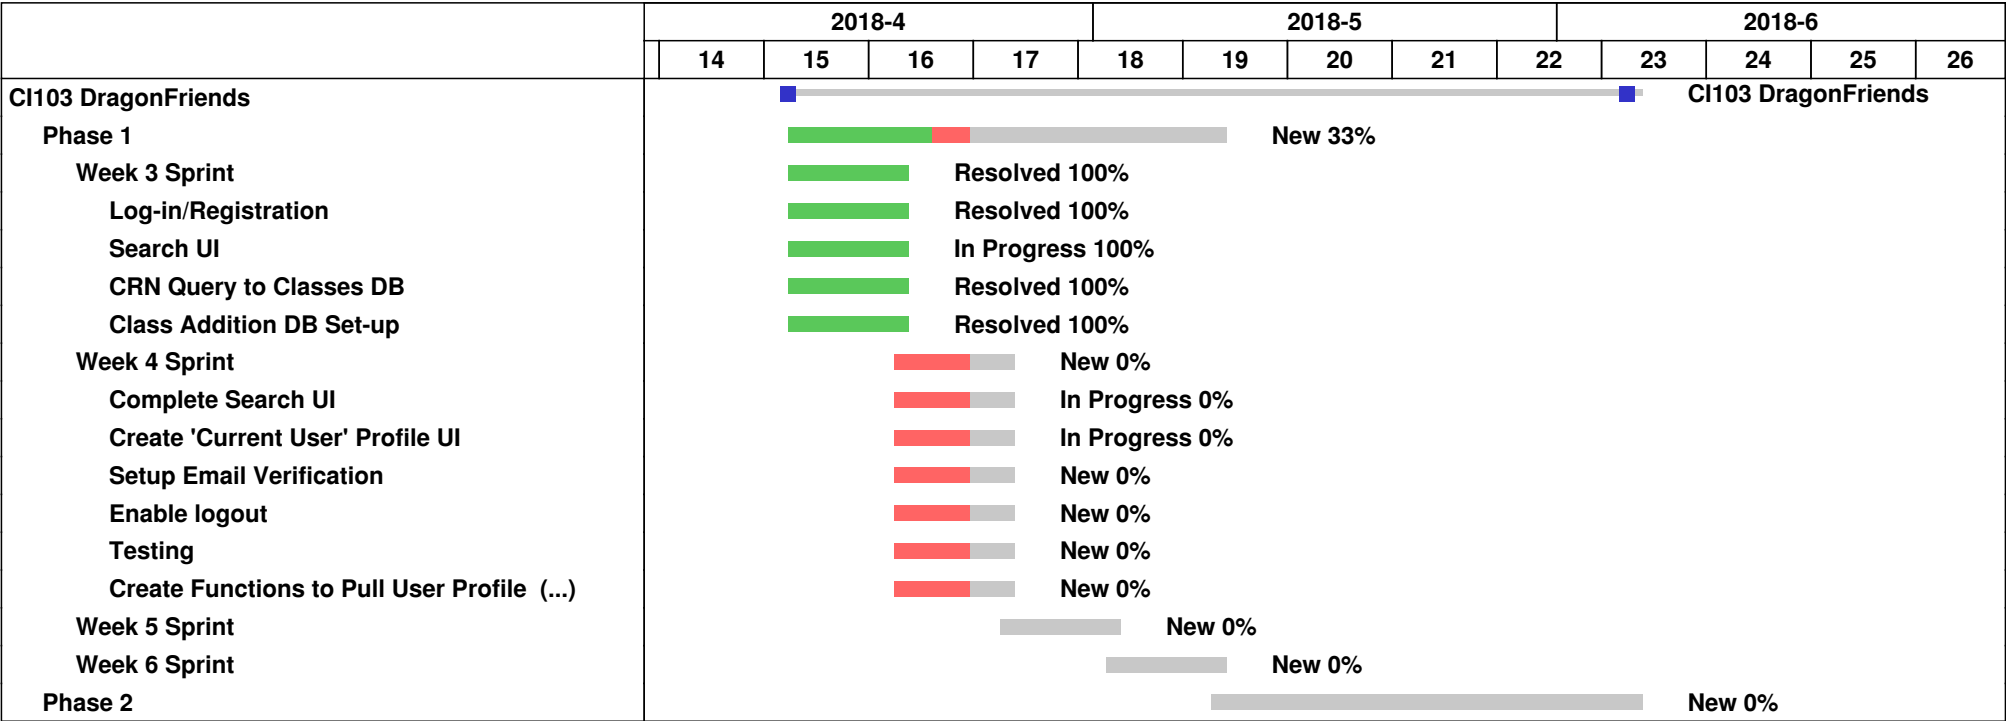 2018-4 2018-5 2018-6
14 15 16 17 18 19 20 21 22 23 24 25 26
CI103 DragonFriends CI103 DragonFriends
Phase 1 New 33%
Week 3 Sprint Resolved 100%
Log-in/Registration Resolved 100%
Search UI In Progress 100%
CRN Query to Classes DB Resolved 100%
Class Addition DB Set-up Resolved 100%
Week 4 Sprint New 0%
Complete Search UI In Progress 0%
Create 'Current User' Profile UI In Progress 0%
Setup Email Verification New 0%
Enable logout New 0%
Testing New 0%
Create Functions to Pull User Profile (...) New 0%
Week 5 Sprint New 0%
Week 6 Sprint New 0%
Phase 2 New 0%